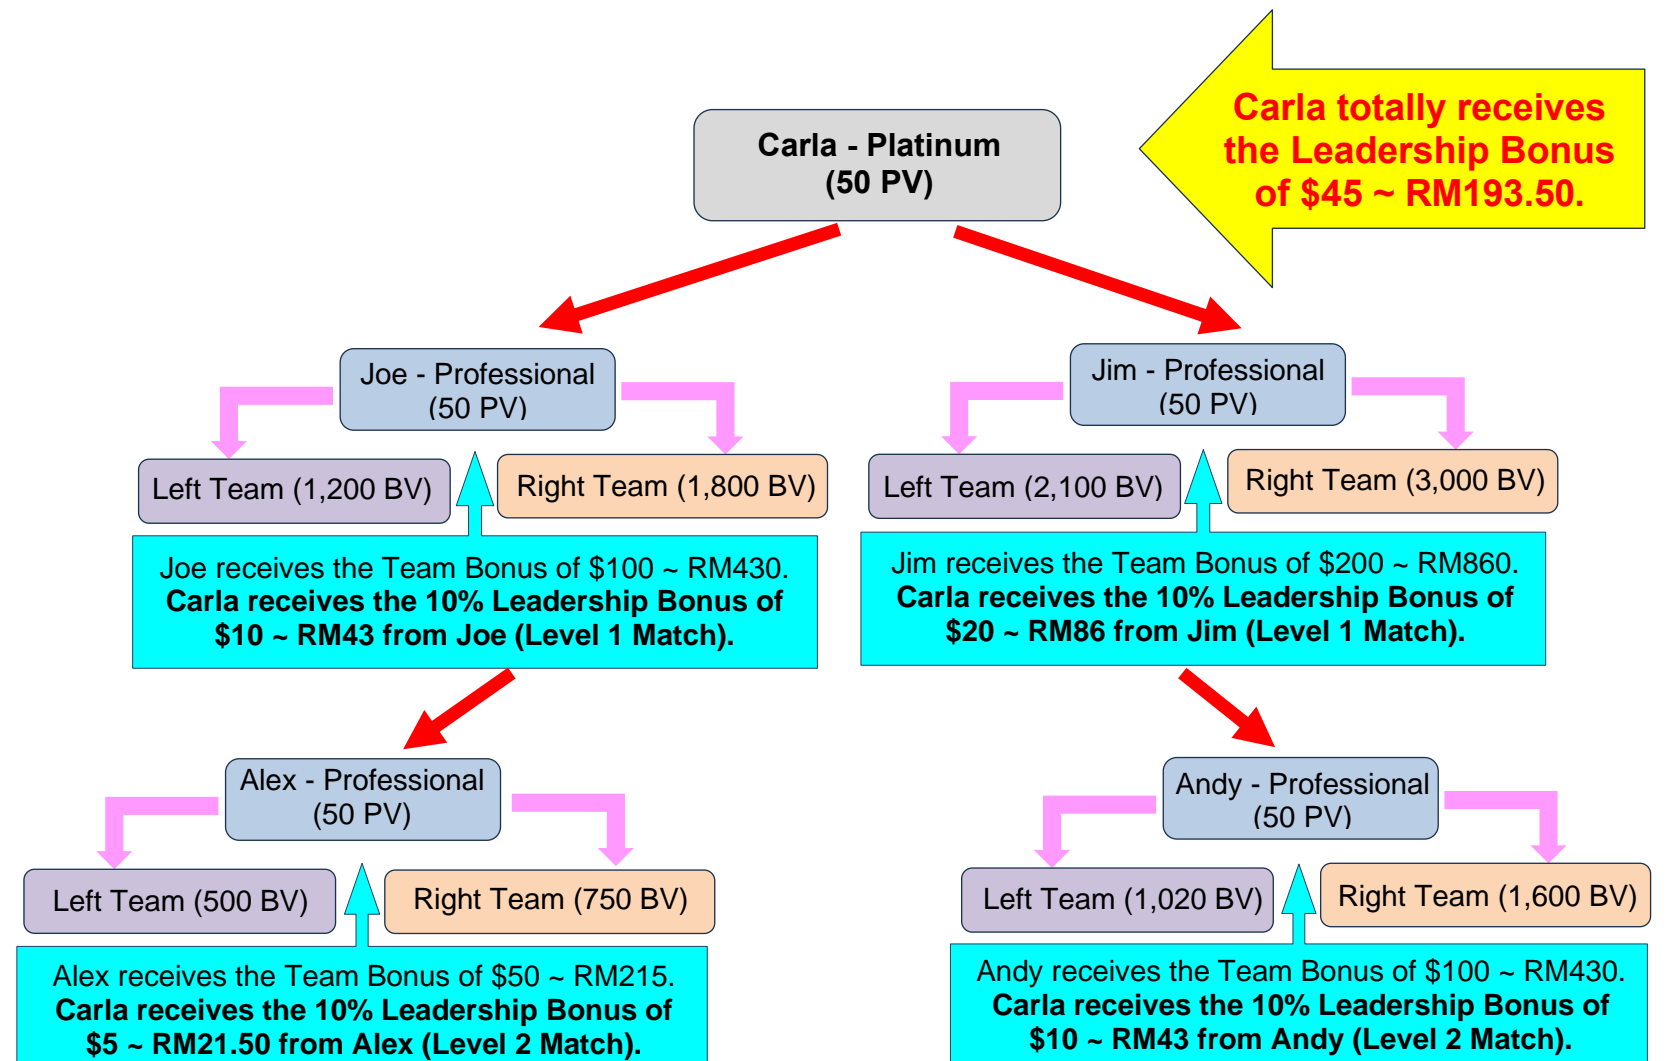 Carla totally receives
the Leadership Bonus
of $45 ~ RM193.50.
Carla - Platinum
(50 PV)
Joe - Professional
(50 PV)
Jim - Professional
(50 PV)
Left Team (1,200 BV)
Right Team (1,800 BV)
Left Team (2,100 BV)
Right Team (3,000 BV)
Joe receives the Team Bonus of $100 ~ RM430.
Carla receives the 10% Leadership Bonus of
$10 ~ RM43 from Joe (Level 1 Match).
Jim receives the Team Bonus of $200 ~ RM860.
Carla receives the 10% Leadership Bonus of
$20 ~ RM86 from Jim (Level 1 Match).
Alex - Professional
(50 PV)
Andy - Professional
(50 PV)
Left Team (500 BV)
Right Team (750 BV)
Left Team (1,020 BV)
Right Team (1,600 BV)
Alex receives the Team Bonus of $50 ~ RM215.
Carla receives the 10% Leadership Bonus of
$5 ~ RM21.50 from Alex (Level 2 Match).
Andy receives the Team Bonus of $100 ~ RM430.
Carla receives the 10% Leadership Bonus of
$10 ~ RM43 from Andy (Level 2 Match).